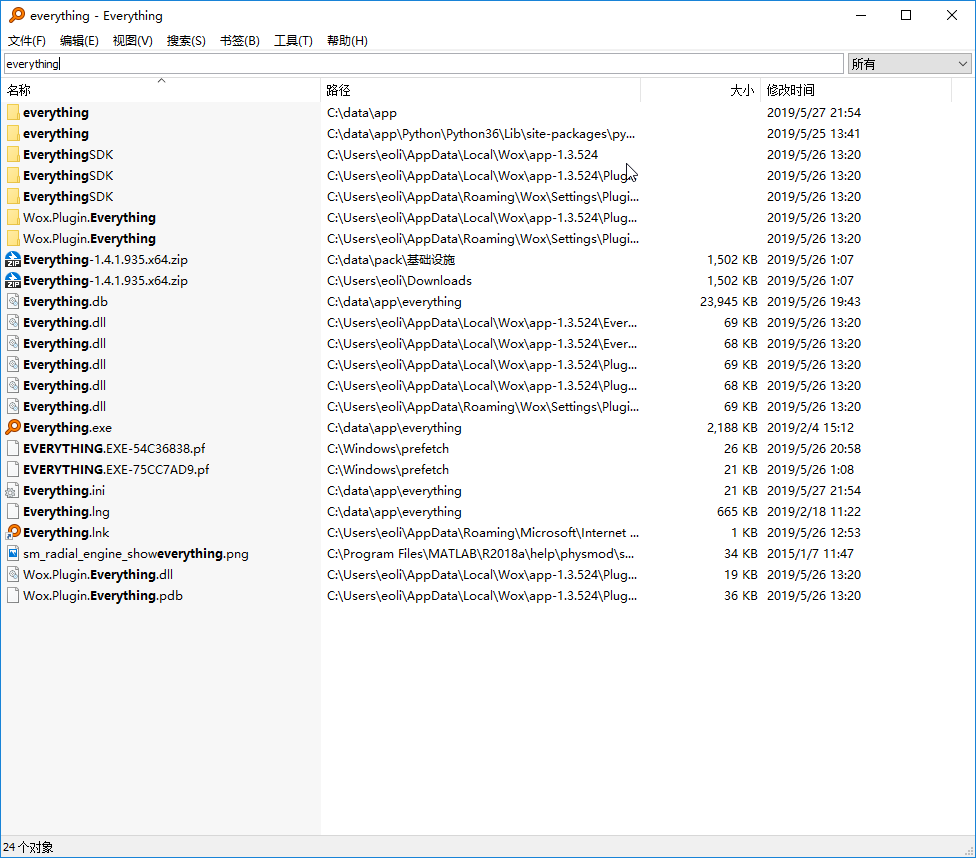 everything - Everything
文件(F) 编辑(E) 视图(V) 搜索(S) 书签(B) 工具(T) 帮助(H)
everything 所有
名称 路径 大小 修改时间
everything C:\data\app 2019/5/27 21:54
everything C:\data\app\Python\Python36\Lib\site-packages\py... 2019/5/25 13:41
EverythingSDK C:\Users\eoli\AppData\Local\Wox\app-1.3.524 2019/5/26 13:20
EverythingSDK C:\Users\eoli\AppData\Local\Wox\app-1.3.524\Plug... 2019/5/26 13:20
EverythingSDK C:\Users\eoli\AppData\Roaming\Wox\Settings\Plugi... 2019/5/26 13:20
Wox.Plugin.Everything C:\Users\eoli\AppData\Local\Wox\app-1.3.524\Plug... 2019/5/26 13:20
Wox.Plugin.Everything C:\Users\eoli\AppData\Roaming\Wox\Settings\Plugi... 2019/5/26 13:20
ZIP Everything-1.4.1.935.x64.zip C:\data\pack\基础设施 1,502 KB 2019/5/26 1:07
ZIP Everything-1.4.1.935.x64.zip C:\Users\eoli\Downloads 1,502 KB 2019/5/26 1:07
Everything.db C:\data\app\everything 23,945 KB 2019/5/26 19:43
Everything.dll C:\Users\eoli\AppData\Local\Wox\app-1.3.524\Ever... 69 KB 2019/5/26 13:20
Everything.dll C:\Users\eoli\AppData\Local\Wox\app-1.3.524\Ever... 68 KB 2019/5/26 13:20
Everything.dll C:\Users\eoli\AppData\Local\Wox\app-1.3.524\Plug... 69 KB 2019/5/26 13:20
Everything.dll C:\Users\eoli\AppData\Local\Wox\app-1.3.524\Plug... 68 KB 2019/5/26 13:20
Everything.dll C:\Users\eoli\AppData\Roaming\Wox\Settings\Plugi... 69 KB 2019/5/26 13:20
Everything.exe C:\data\app\everything 2,188 KB 2019/2/4 15:12
EVERYTHING.EXE-54C36838.pf C:\Windows\prefetch 26 KB 2019/5/26 20:58
EVERYTHING.EXE-75CC7AD9.pf C:\Windows\prefetch 21 KB 2019/5/26 1:08
Everything.ini C:\data\app\everything 21 KB 2019/5/27 21:54
Everything.lng C:\data\app\everything 665 KB 2019/2/18 11:22
Everything.lnk C:\Users\eoli\AppData\Roaming\Microsoft\Internet ... 1 KB 2019/5/26 12:53
sm_radial_engine_showeverything.png C:\Program Files\MATLAB\R2018a\help\physmod\s... 34 KB 2015/1/7 11:47
Wox.Plugin.Everything.dll C:\Users\eoli\AppData\Local\Wox\app-1.3.524\Plug... 19 KB 2019/5/26 13:20
Wox.Plugin.Everything.pdb C:\Users\eoli\AppData\Local\Wox\app-1.3.524\Plug... 36 KB 2019/5/26 13:20
24 个对象